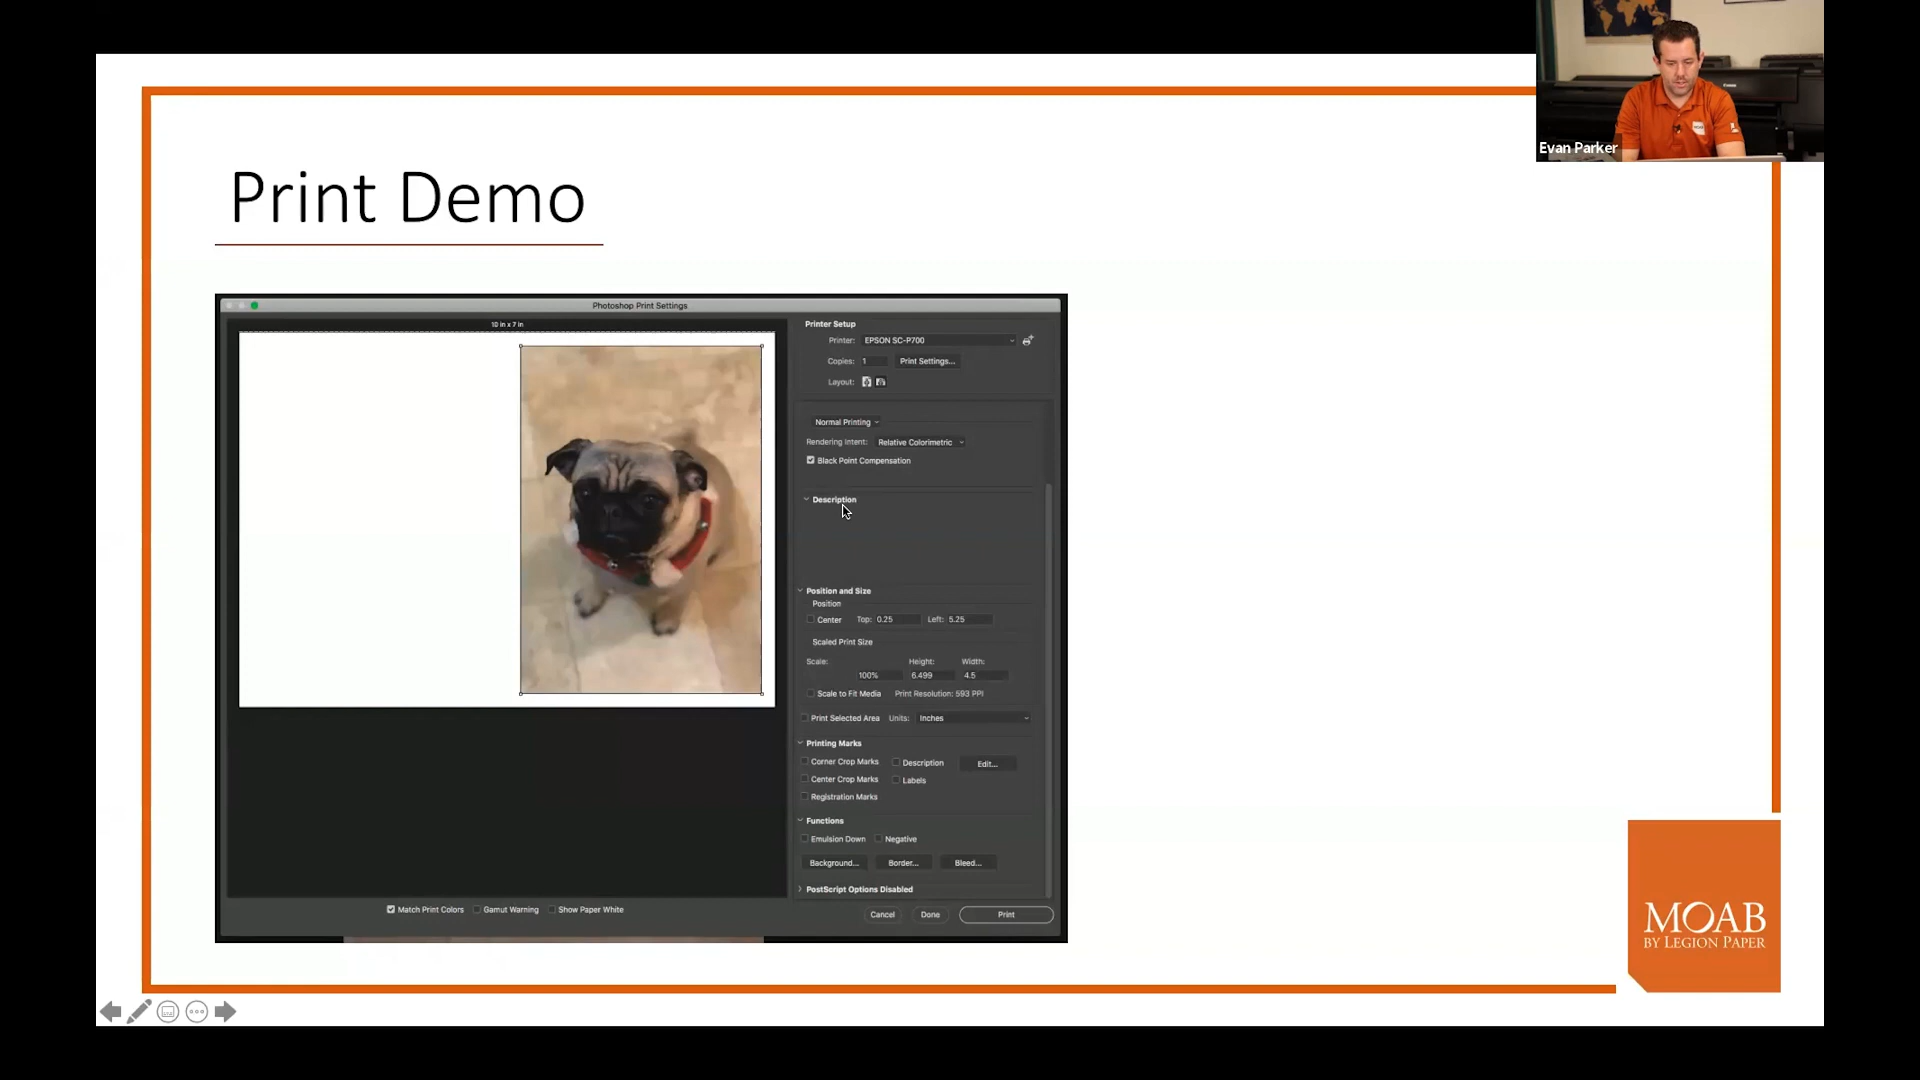 Evan Parker
Print Demo
Photoshop Print Settings
10 in x 7 in
Printer Setup
Printer: EPSON SC-P700
Copies: 1 Print Settings...
Layout:
Normal Printing
Rendering Intent: Relative Colorimetric
Black Point Compensation
Description
Position and Size
Position
Center Top: 0.25 Left: 5.25
Scaled Print Size
Scale: Height: Width:
100% 6.499 4.5
Scale to Fit Media Print Resolution: 593 PPI
Print Selected Area Units: Inches
Printing Marks
Corner Crop Marks Description Edit...
Center Crop Marks Labels
Registration Marks
Functions
Emulsion Down Negative
Background... Border... Bleed...
PostScript Options Disabled
Match Print Colors Gamut Warning Show Paper White
Cancel Done Print
MOAB
BY LEGION PAPER